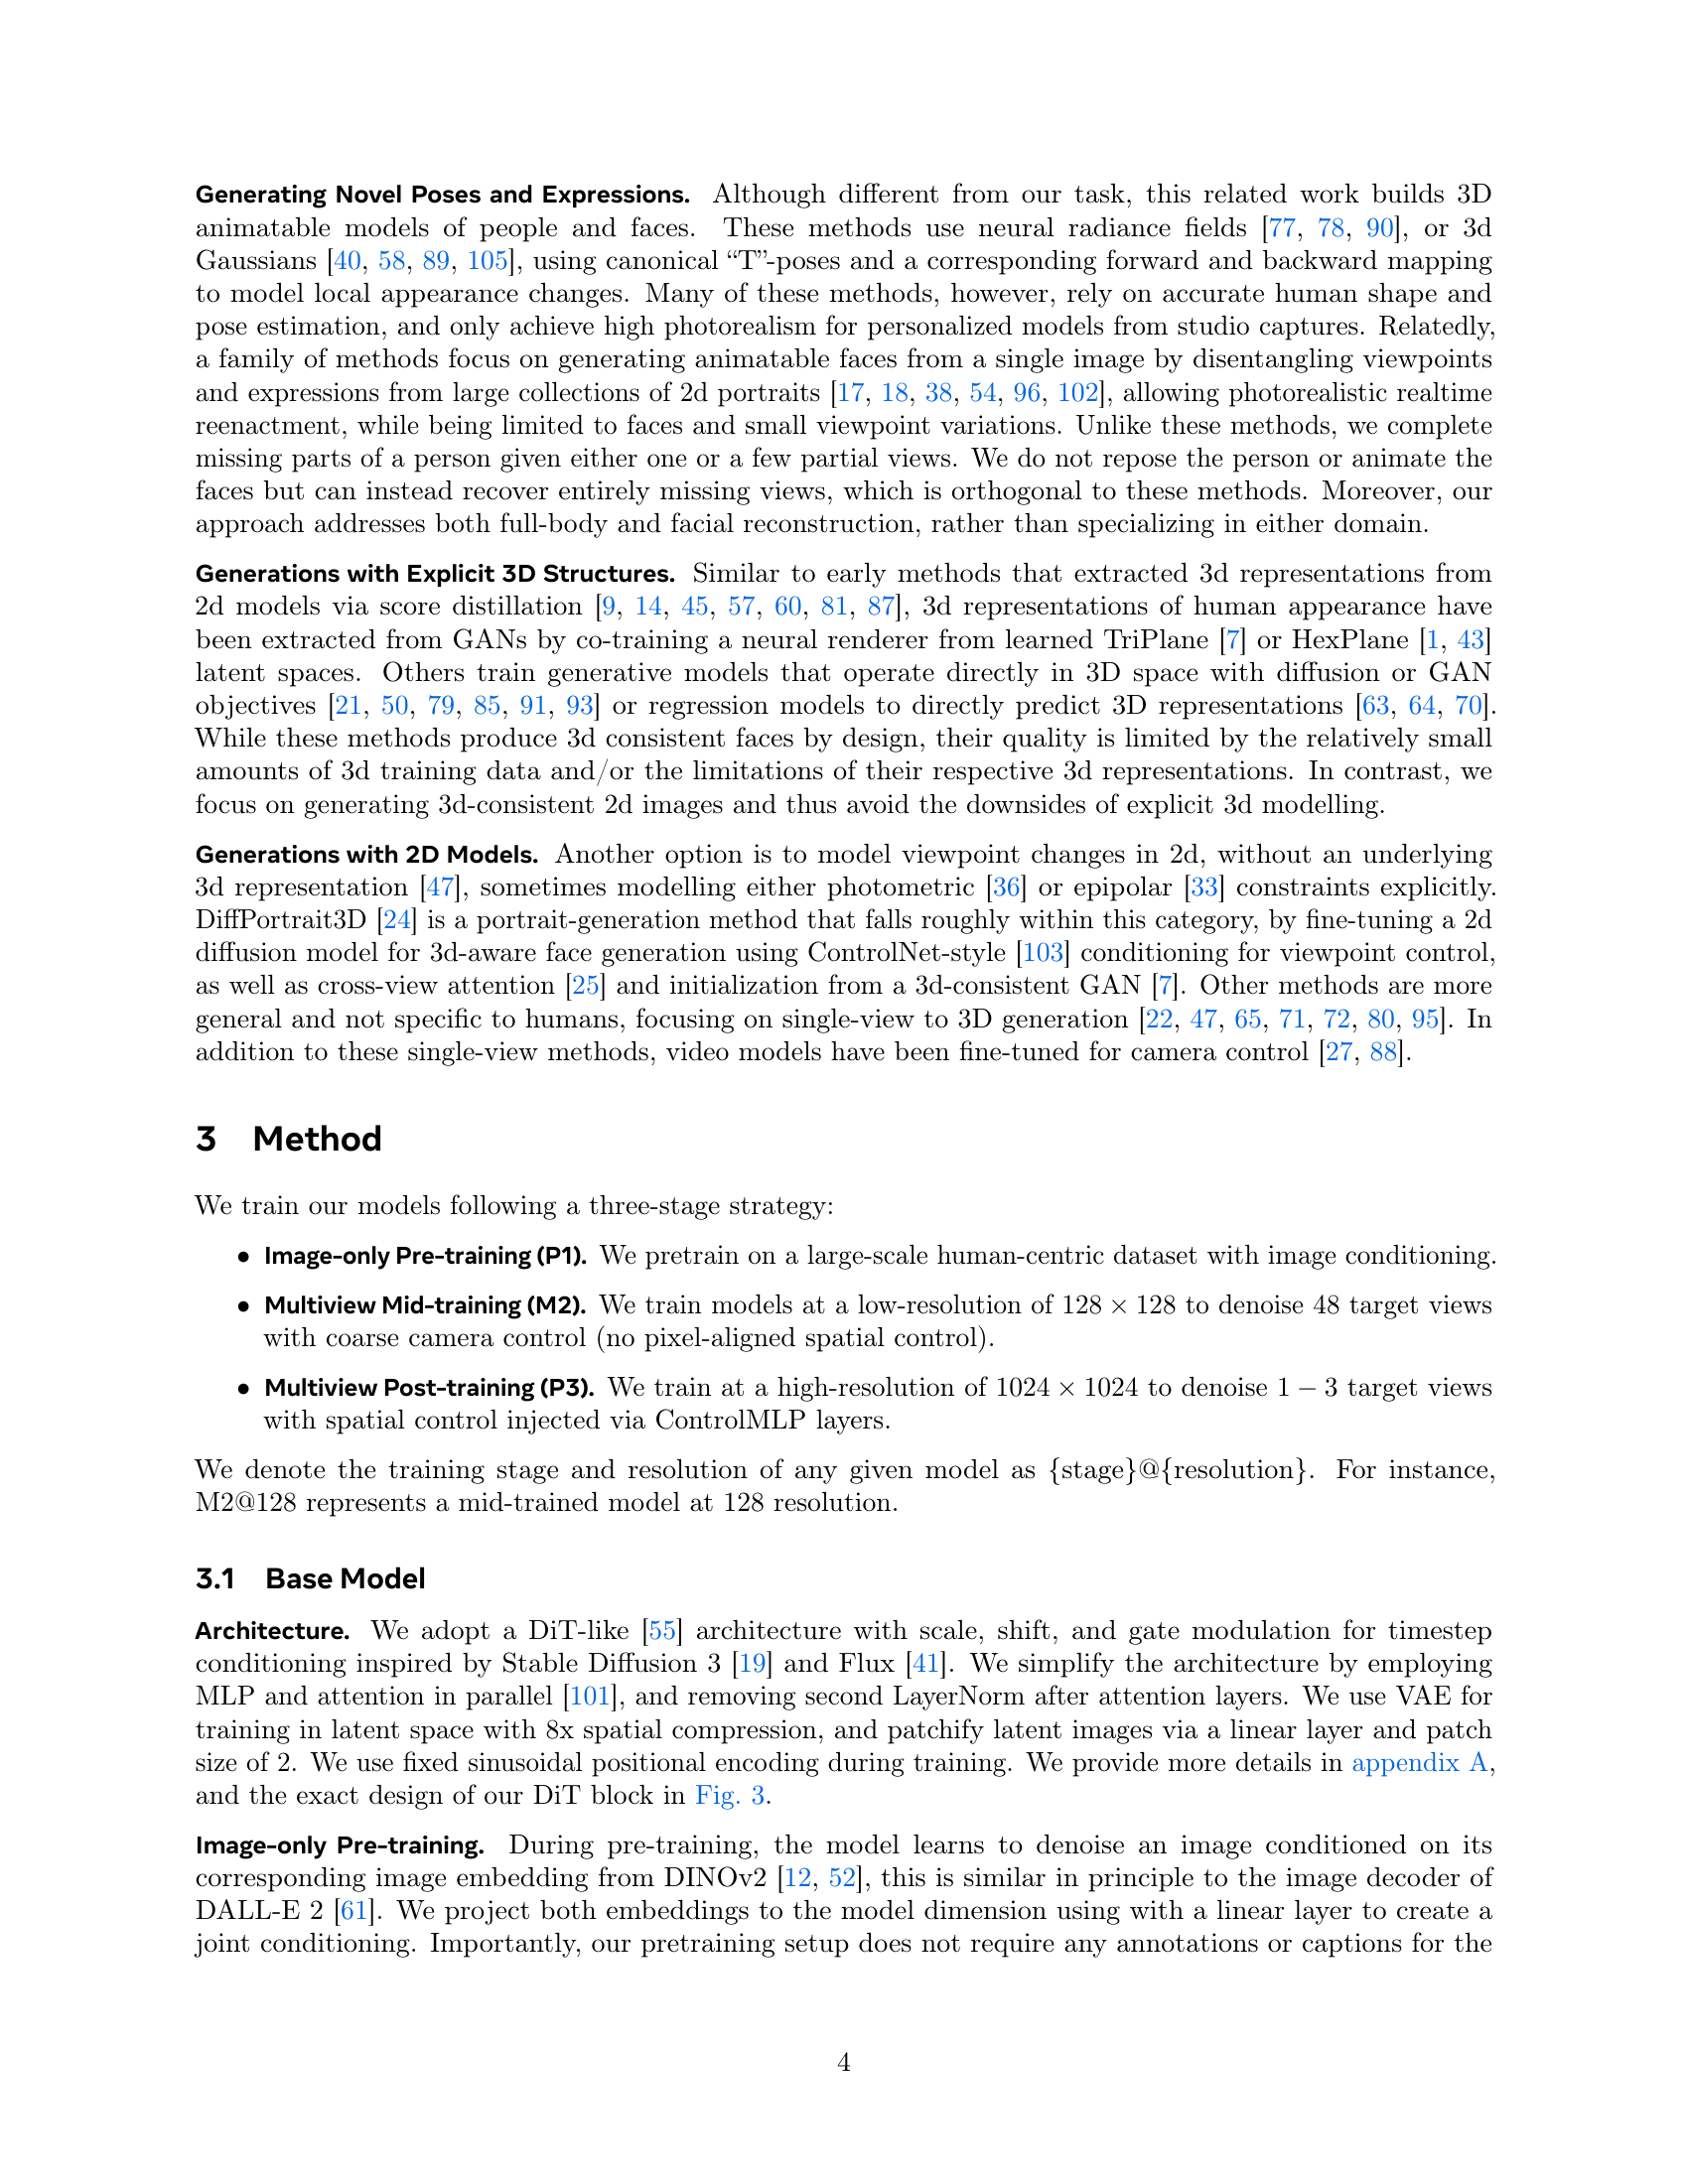 Generating Novel Poses and Expressions. Although different from our task, this related work builds 3D
animatable models of people and faces. These methods use neural radiance fields [77, 78, 90], or 3d
Gaussians [40, 58, 89, 105], using canonical “T”-poses and a corresponding forward and backward mapping
to model local appearance changes. Many of these methods, however, rely on accurate human shape and
pose estimation, and only achieve high photorealism for personalized models from studio captures. Relatedly,
a family of methods focus on generating animatable faces from a single image by disentangling viewpoints
and expressions from large collections of 2d portraits [17, 18, 38, 54, 96, 102], allowing photorealistic realtime
reenactment, while being limited to faces and small viewpoint variations. Unlike these methods, we complete
missing parts of a person given either one or a few partial views. We do not repose the person or animate the
faces but can instead recover entirely missing views, which is orthogonal to these methods. Moreover, our
approach addresses both full-body and facial reconstruction, rather than specializing in either domain.
Generations with Explicit 3D Structures. Similar to early methods that extracted 3d representations from
2d models via score distillation [9, 14, 45, 57, 60, 81, 87], 3d representations of human appearance have
been extracted from GANs by co-training a neural renderer from learned TriPlane [7] or HexPlane [1, 43]
latent spaces. Others train generative models that operate directly in 3D space with diffusion or GAN
objectives [21, 50, 79, 85, 91, 93] or regression models to directly predict 3D representations [63, 64, 70].
While these methods produce 3d consistent faces by design, their quality is limited by the relatively small
amounts of 3d training data and/or the limitations of their respective 3d representations. In contrast, we
focus on generating 3d-consistent 2d images and thus avoid the downsides of explicit 3d modelling.
Generations with 2D Models. Another option is to model viewpoint changes in 2d, without an underlying
3d representation [47], sometimes modelling either photometric [36] or epipolar [33] constraints explicitly.
DiffPortrait3D [24] is a portrait-generation method that falls roughly within this category, by fine-tuning a 2d
diffusion model for 3d-aware face generation using ControlNet-style [103] conditioning for viewpoint control,
as well as cross-view attention [25] and initialization from a 3d-consistent GAN [7]. Other methods are more
general and not specific to humans, focusing on single-view to 3D generation [22, 47, 65, 71, 72, 80, 95]. In
addition to these single-view methods, video models have been fine-tuned for camera control [27, 88].
3 Method
We train our models following a three-stage strategy:
• Image-only Pre-training (P1). We pretrain on a large-scale human-centric dataset with image conditioning.
• Multiview Mid-training (M2). We train models at a low-resolution of 128 × 128 to denoise 48 target views
with coarse camera control (no pixel-aligned spatial control).
• Multiview Post-training (P3). We train at a high-resolution of 1024 × 1024 to denoise 1 − 3 target views
with spatial control injected via ControlMLP layers.
We denote the training stage and resolution of any given model as {stage}@{resolution}. For instance,
M2@128 represents a mid-trained model at 128 resolution.
3.1 Base Model
Architecture. We adopt a DiT-like [55] architecture with scale, shift, and gate modulation for timestep
conditioning inspired by Stable Diffusion 3 [19] and Flux [41]. We simplify the architecture by employing
MLP and attention in parallel [101], and removing second LayerNorm after attention layers. We use VAE for
training in latent space with 8x spatial compression, and patchify latent images via a linear layer and patch
size of 2. We use fixed sinusoidal positional encoding during training. We provide more details in appendix A,
and the exact design of our DiT block in Fig. 3.
Image-only Pre-training. During pre-training, the model learns to denoise an image conditioned on its
corresponding image embedding from DINOv2 [12, 52], this is similar in principle to the image decoder of
DALL-E 2 [61]. We project both embeddings to the model dimension using with a linear layer to create a
joint conditioning. Importantly, our pretraining setup does not require any annotations or captions for the
4